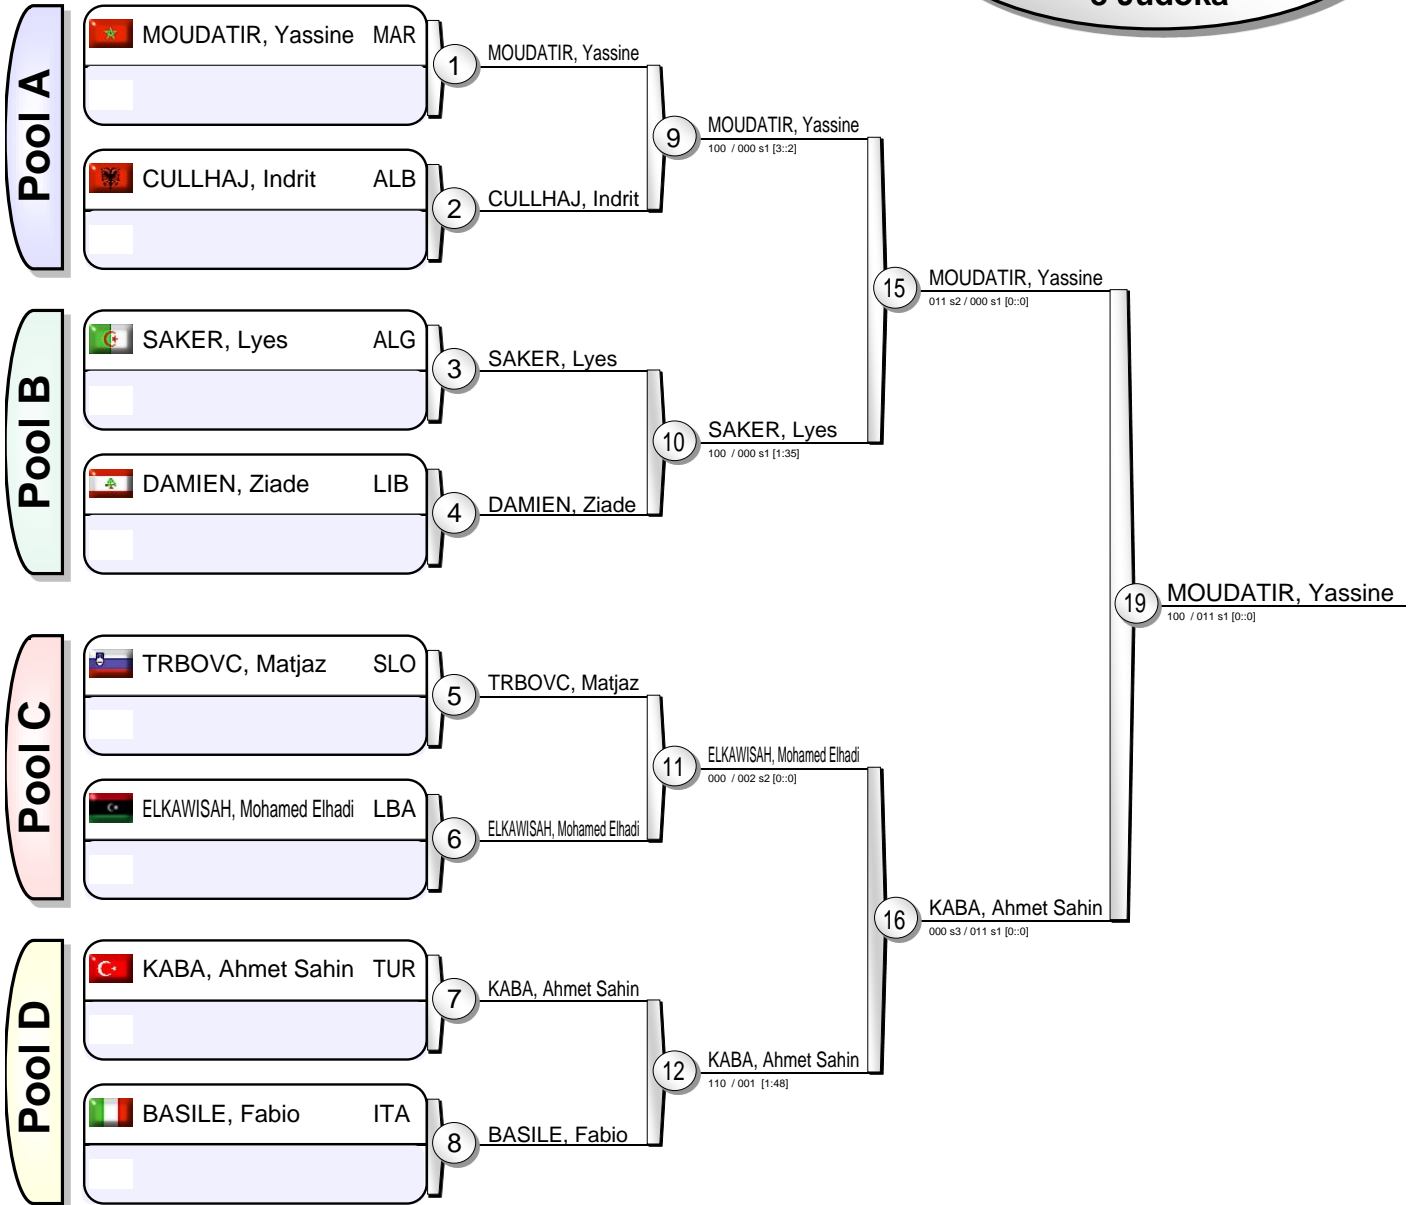 8 Judoka
Pool A
MOUDATIR, Yassine MAR
CULLHAJ, Indrit ALB
Pool B
SAKER, Lyes ALG
DAMIEN, Ziade LIB
Pool C
TRBOVC, Matjaz SLO
ELKAWISAH, Mohamed Elhadi LBA
Pool D
KABA, Ahmet Sahin TUR
BASILE, Fabio ITA
1
MOUDATIR, Yassine
2
CULLHAJ, Indrit
3
SAKER, Lyes
4
DAMIEN, Ziade
5
TRBOVC, Matjaz
6
ELKAWISAH, Mohamed Elhadi
7
KABA, Ahmet Sahin
8
BASILE, Fabio
9
MOUDATIR, Yassine
100 / 000 s1 [3::2]
10
SAKER, Lyes
100 / 000 s1 [1:35]
11
ELKAWISAH, Mohamed Elhadi
000 / 002 s2 [0::0]
12
KABA, Ahmet Sahin
110 / 001 [1:48]
15
MOUDATIR, Yassine
011 s2 / 000 s1 [0::0]
16
KABA, Ahmet Sahin
000 s3 / 011 s1 [0::0]
19
MOUDATIR, Yassine
100 / 011 s1 [0::0]